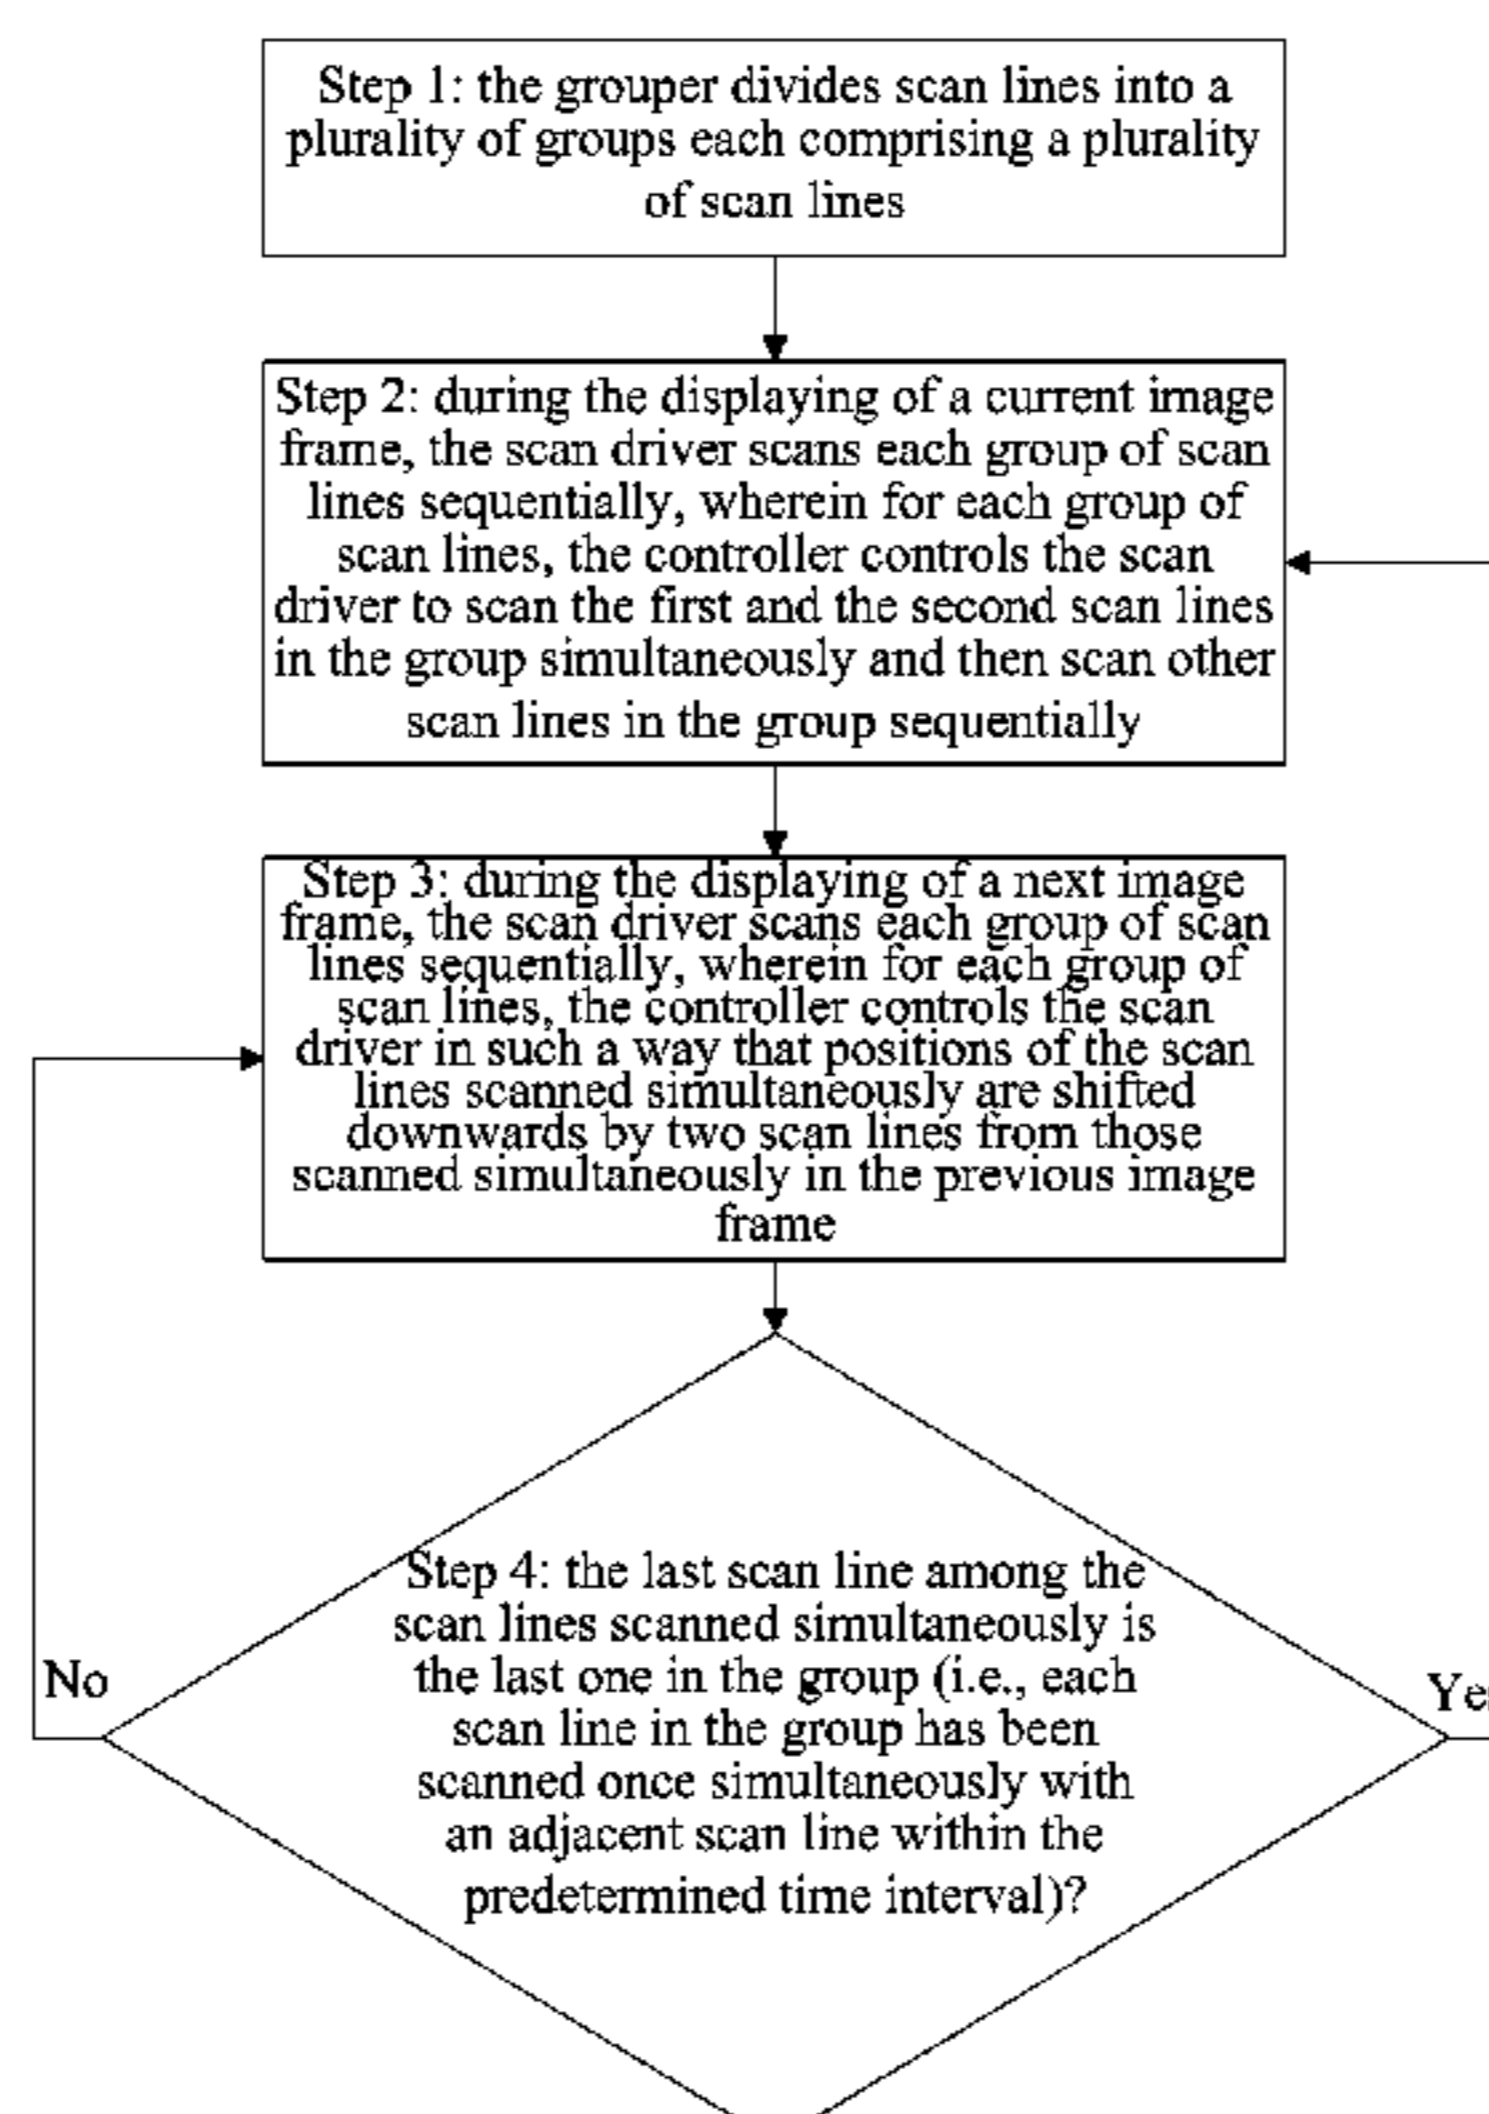 Step 1: the grouper divides scan lines into a
plurality of groups each comprising a plurality
of scan lines
Step 2: during the displaying of a current image
frame, the scan driver scans each group of scan
lines sequentially, wherein for each group of
scan lines, the controller controls the scan
driver to scan the first and the second scan lines
in the group simultaneously and then scan other
scan lines in the group sequentially
Step 3: during the displaying of a next image
frame, the scan driver scans each group of scan
lines sequentially, wherein for each group of
scan lines, the controller controls the scan
driver in such a way that positions of the scan
lines scanned simultaneously are shifted
downwards by two scan lines from those
scanned simultaneously in the previous image
frame
Step 4: the last scan line among the
scan lines scanned simultaneously is
the last one in the group (i.e., each
scan line in the group has been
scanned once simultaneously with
an adjacent scan line within the
predetermined time interval)?
No